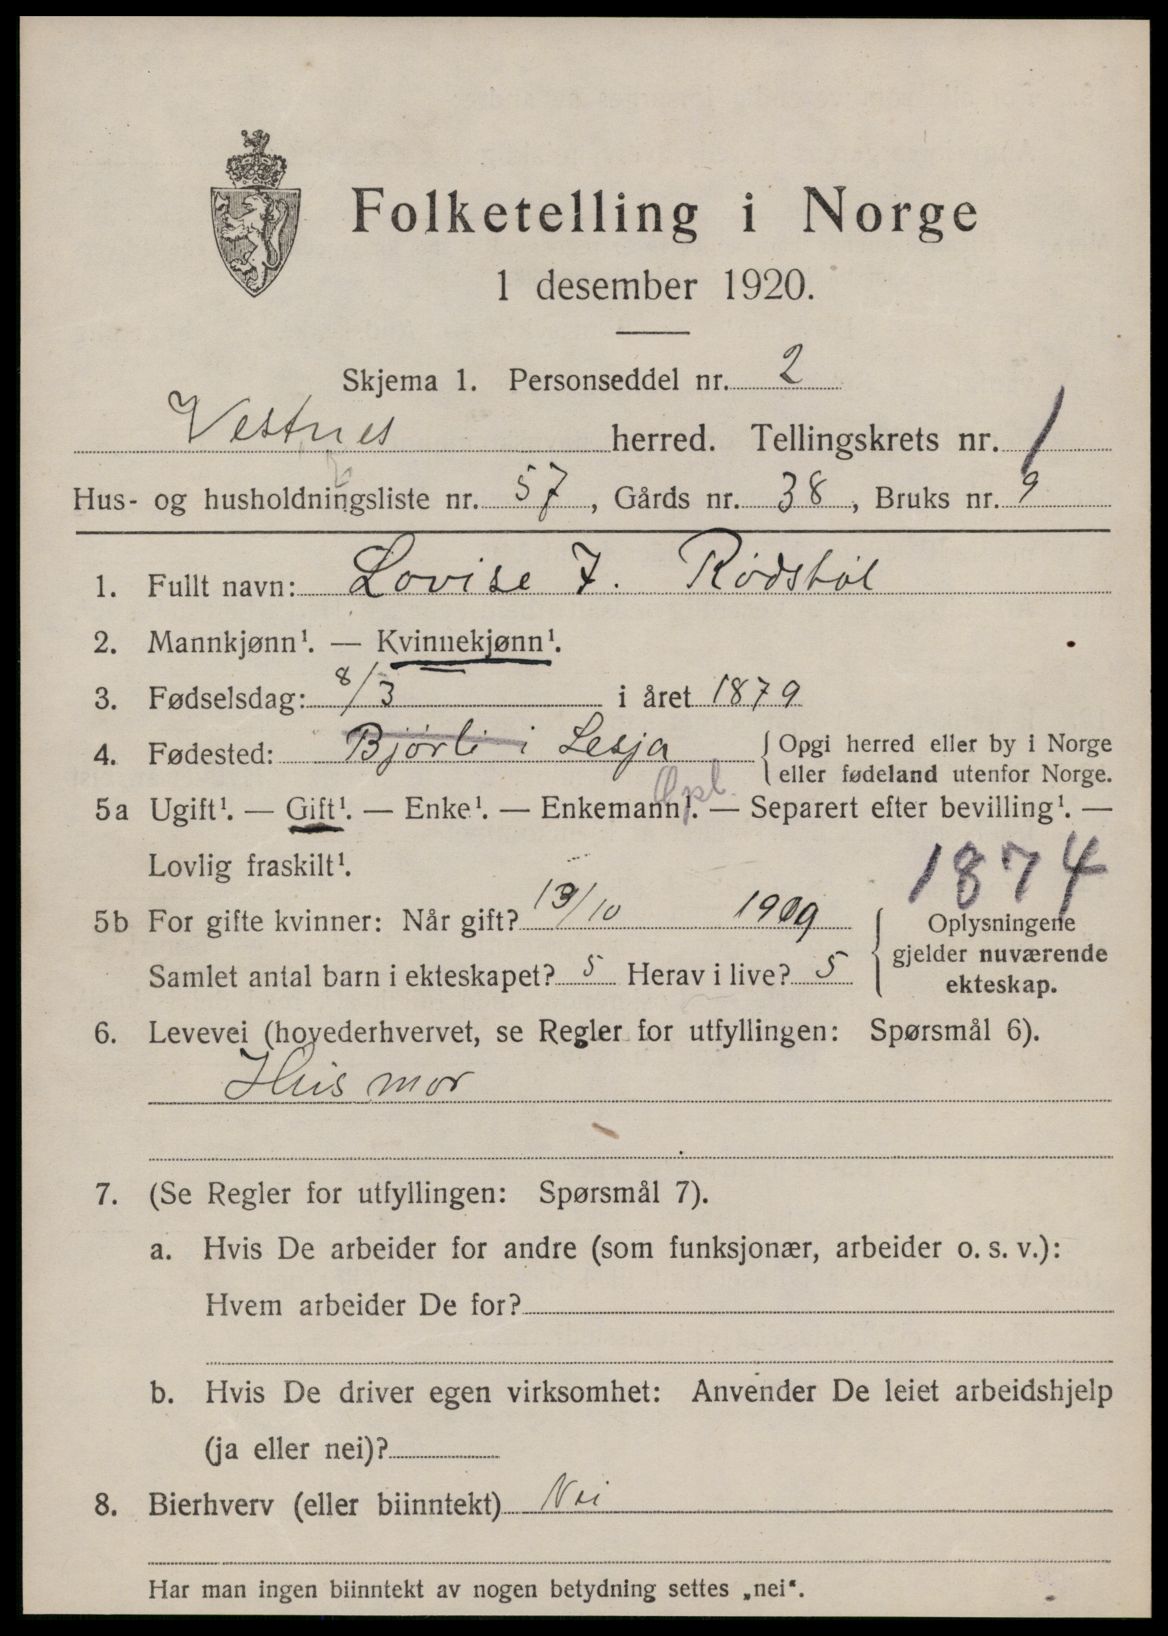 Folketelling i Norge
1 desember 1920.
Skjema 1. Personseddel nr. 2
Vestnes herred. Tellingskrets nr. 1
Hus- og husholdningsliste nr. 57, Gårds nr. 38, Bruks nr. 9
1. Fullt navn: Lovise J. Rødstøl
2. Mannkjønn¹. — Kvinnekjønn¹.
3. Fødselsdag: 8/3 i året 1879
4. Fødested: Bjørli i Lesja {Opgi herred eller by i Norge
eller fødeland utenfor Norge.
Opl.
5a Ugift¹. — Gift¹. — Enke¹. — Enkemann¹. — Separert efter bevilling¹. —
Lovlig fraskilt¹.
1874
5b For gifte kvinner: Når gift? 13/10 1909
Samlet antal barn i ekteskapet? 5 Herav i live? 5
{Oplysningene
gjelder nuværende
ekteskap.
6. Levevei (hovederhvervet, se Regler for utfyllingen: Spørsmål 6).
Husmor
7. (Se Regler for utfyllingen: Spørsmål 7).
a. Hvis De arbeider for andre (som funksjonær, arbeider o. s. v.):
Hvem arbeider De for?
b. Hvis De driver egen virksomhet: Anvender De leiet arbeidshjelp
(ja eller nei)?
8. Bierhverv (eller biinntekt) Nei
Har man ingen biinntekt av nogen betydning settes „nei“.